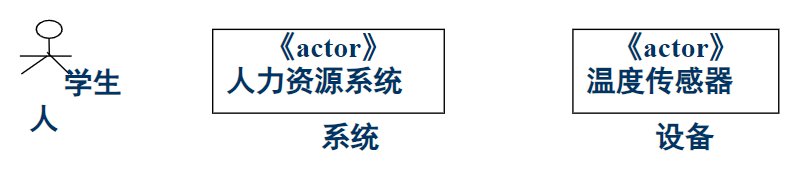 学生
人
《actor》
人力资源系统
系统
《actor》
温度传感器
设备